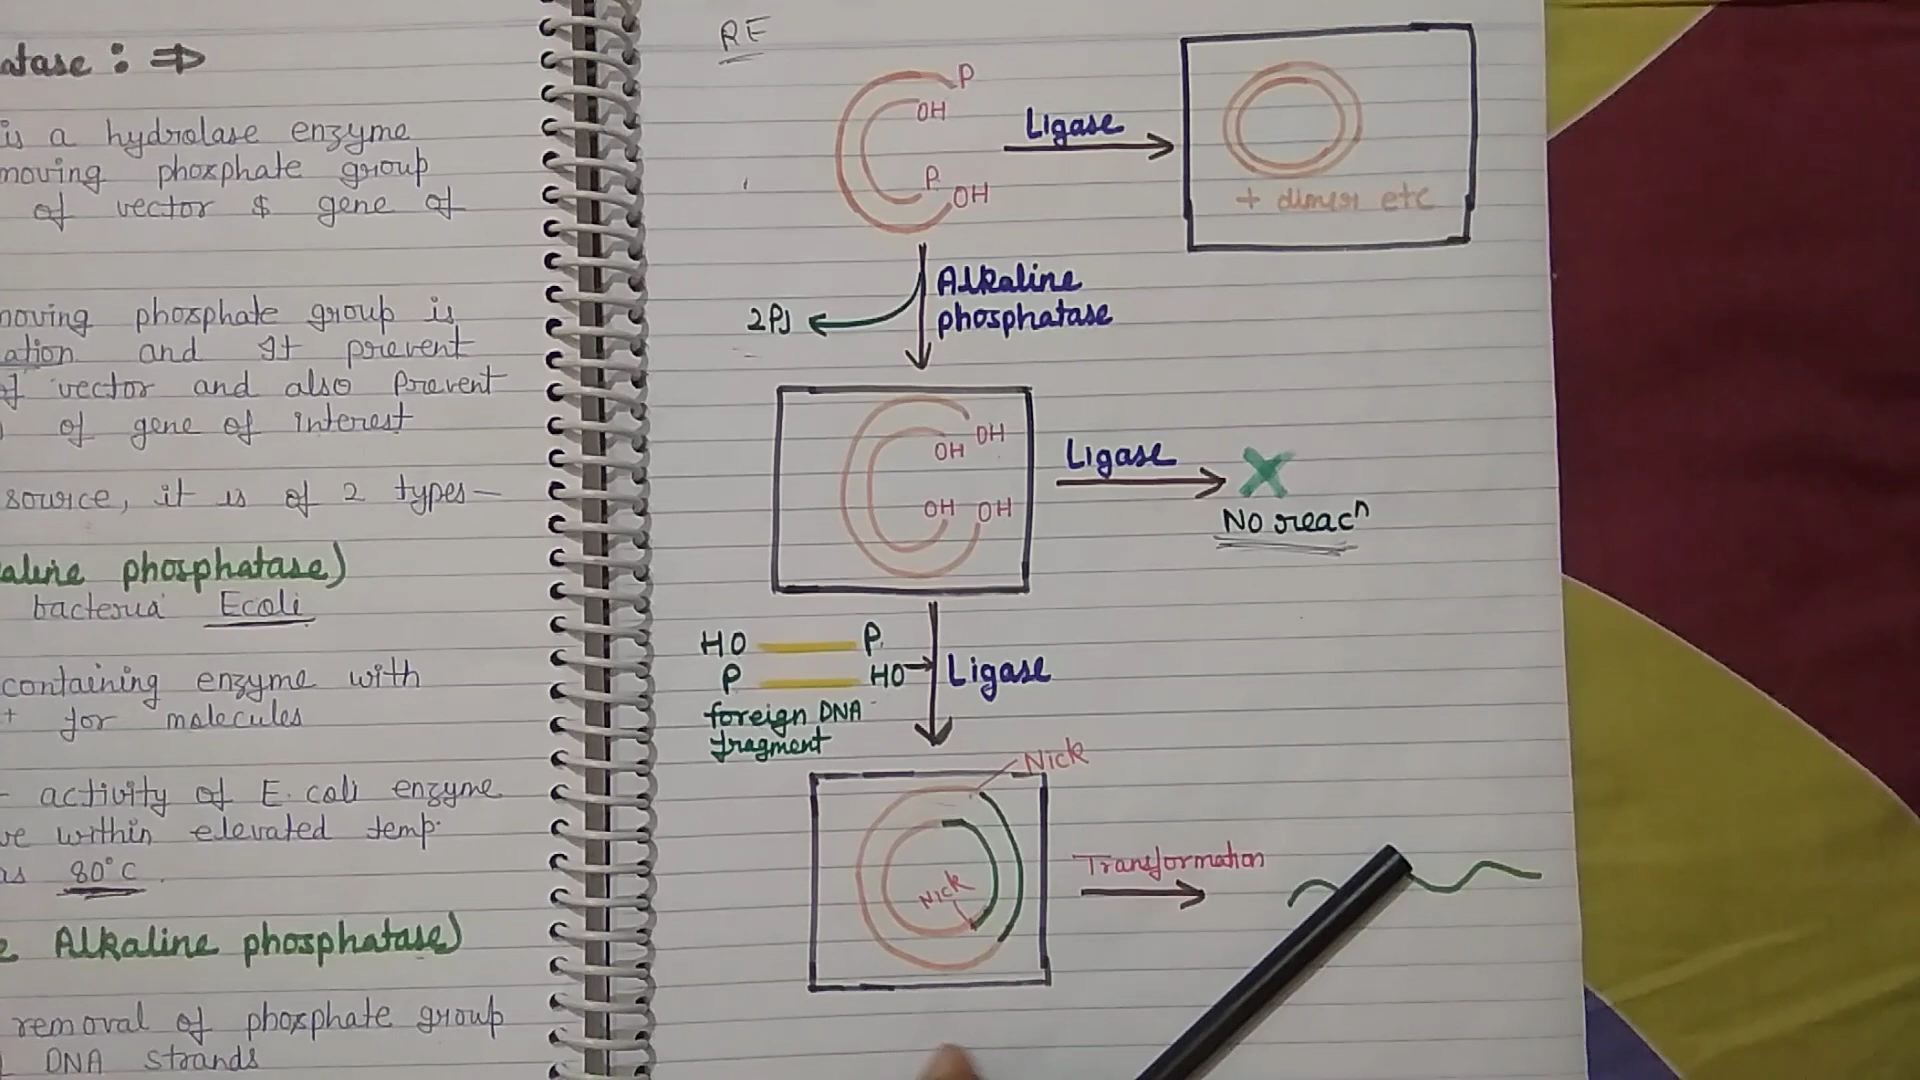 atase : ⇒
is a hydrolase enzyme
moving phosphate group
of vector $ gene of
moving phosphate group is
ation and It prevent
of vector and also Prevent
of gene of interest
source, it is of 2 types—
aline phosphatase)
bacteria Ecoli
containing enzyme with
+ for molecules
activity of E. coli enzyme
ve within elevated temp.
as 80°C.
e Alkaline phosphatase)
removal of phosphate group
DNA strands
RE
P
OH
P
OH
Ligase
+ dimer etc
Alkaline
phosphatase
2Pi
OH
OH
OH OH
Ligase
X
No reacⁿ
HO P
P HO
Ligase
foreign DNA
fragment
Nick
Nick
Transformation